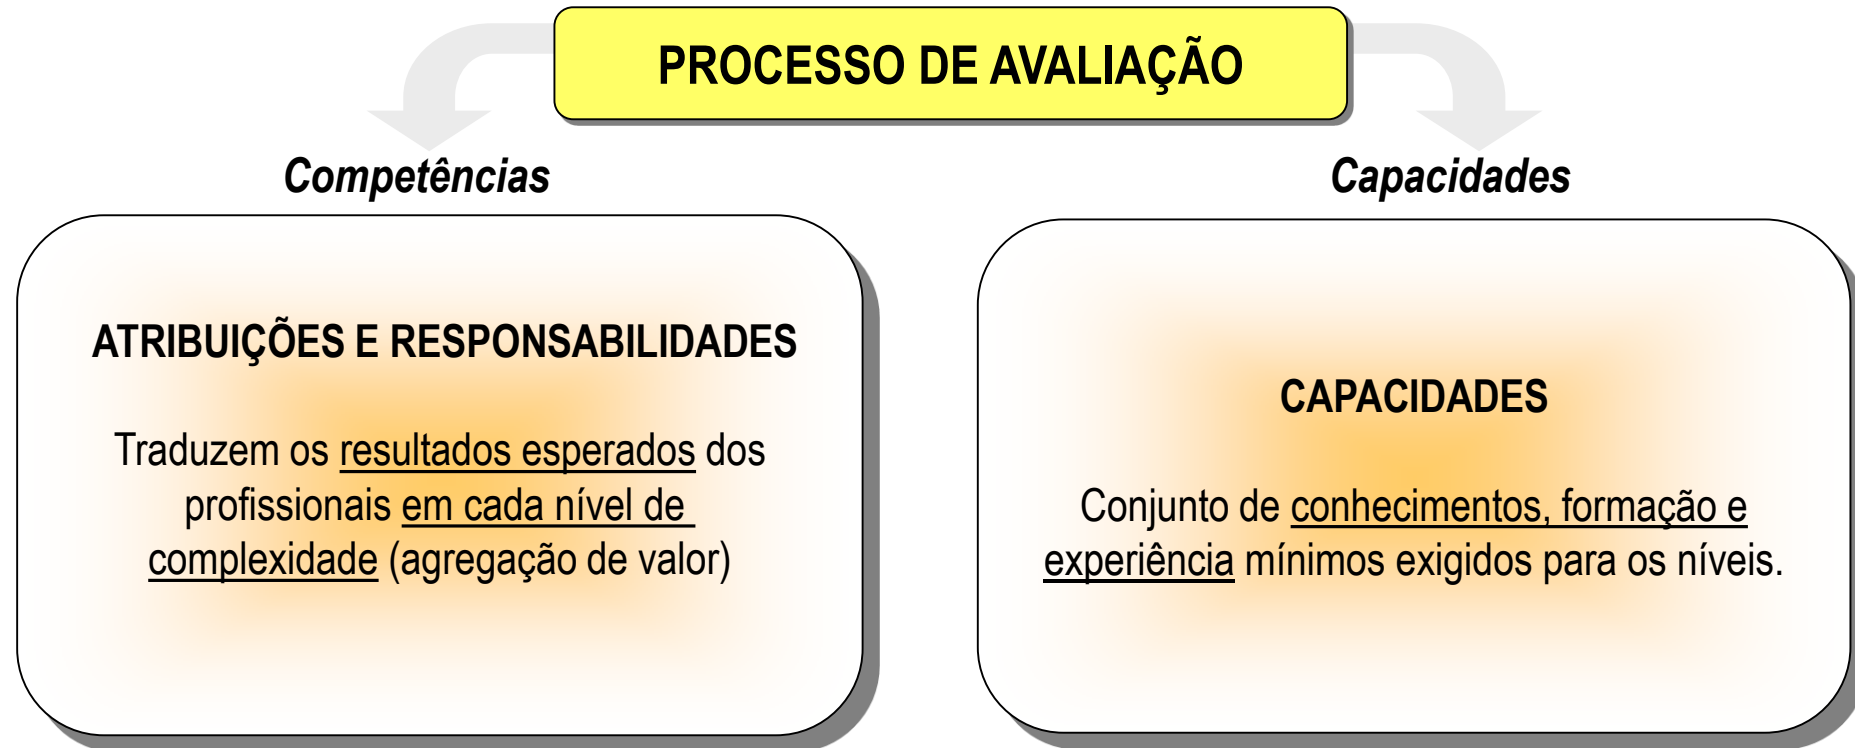 PROCESSO DE AVALIAÇÃO
Competências
ATRIBUIÇÕES E RESPONSABILIDADES
Traduzem os resultados esperados dos
profissionais em cada nível de
complexidade (agregação de valor)
Capacidades
CAPACIDADES
Conjunto de conhecimentos, formação e
experiência mínimos exigidos para os níveis.